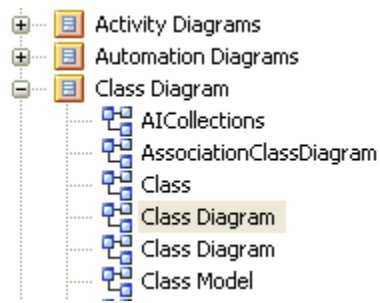 Activity Diagrams
Automation Diagrams
Class Diagram
AICollections
AssociationClassDiagram
Class
Class Diagram
Class Diagram
Class Model